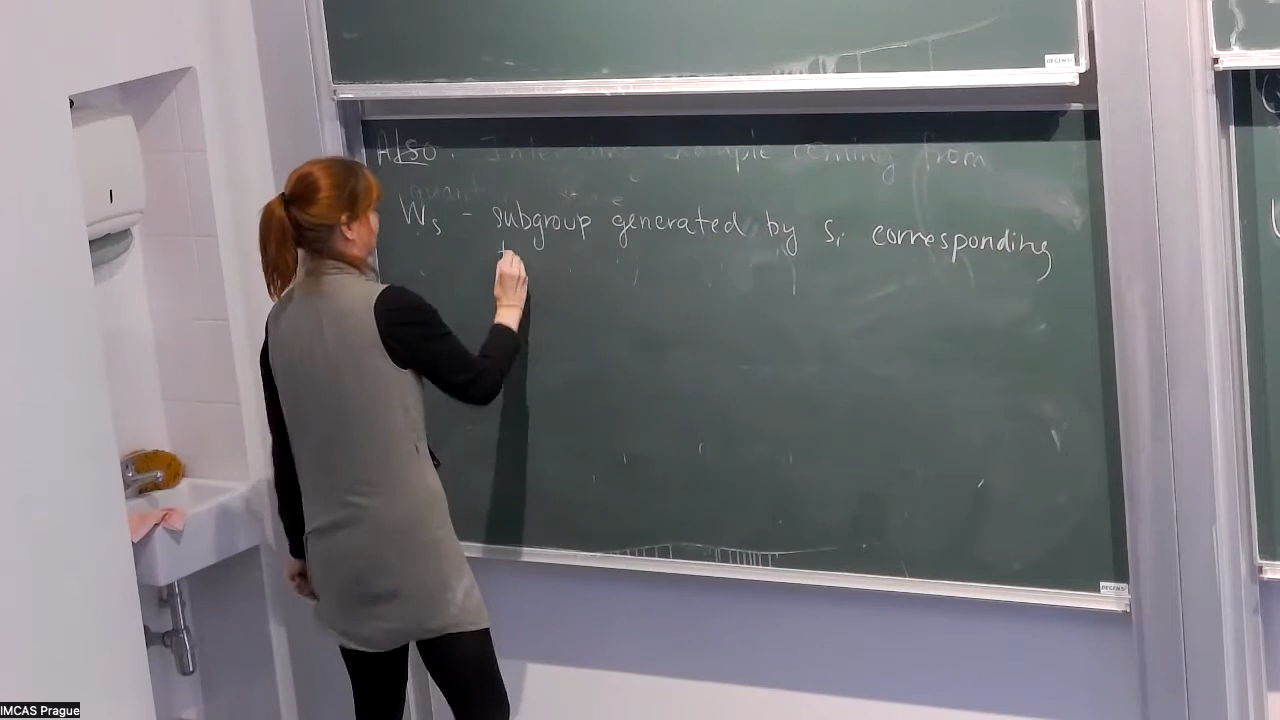 Also: Interesting example coming from
W_s - subgroup generated by s_i corresponding
t
IMCAS Prague